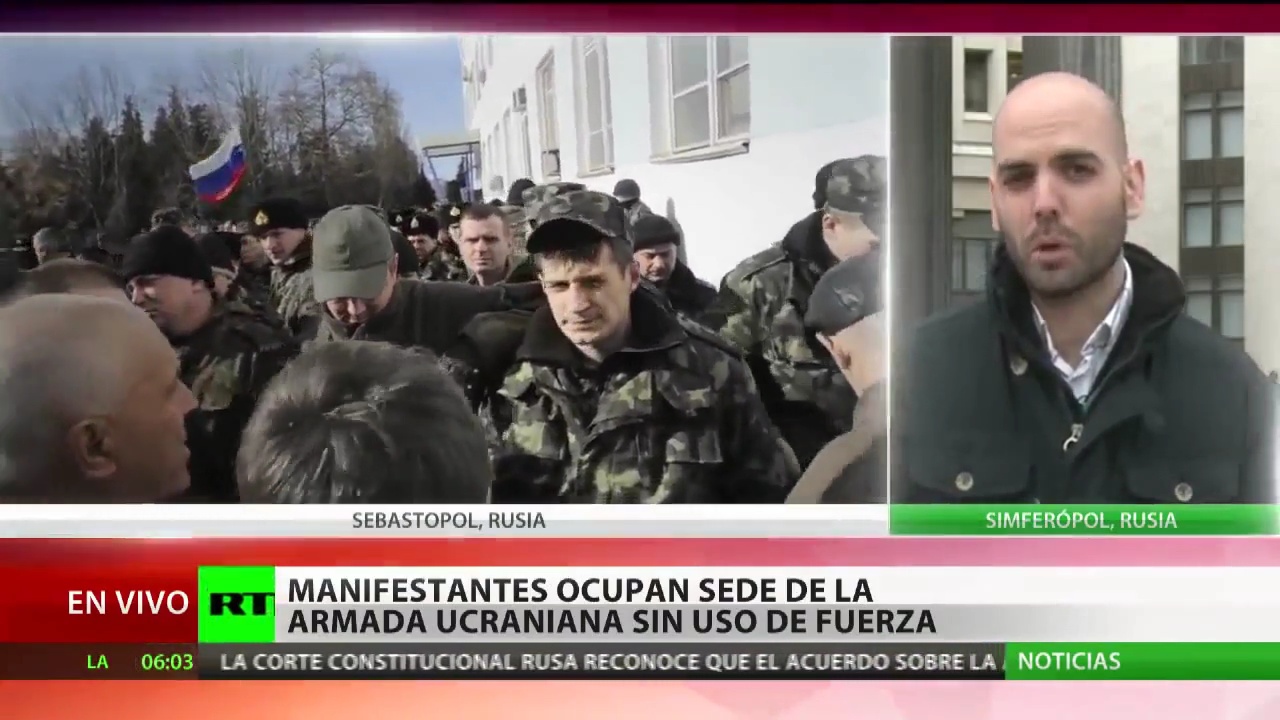 SEBASTOPOL, RUSIA
SIMFERÓPOL, RUSIA
EN VIVO
RT
MANIFESTANTES OCUPAN SEDE DE LA
ARMADA UCRANIANA SIN USO DE FUERZA
LA 06:03
LA CORTE CONSTITUCIONAL RUSA RECONOCE QUE EL ACUERDO SOBRE LA
NOTICIAS